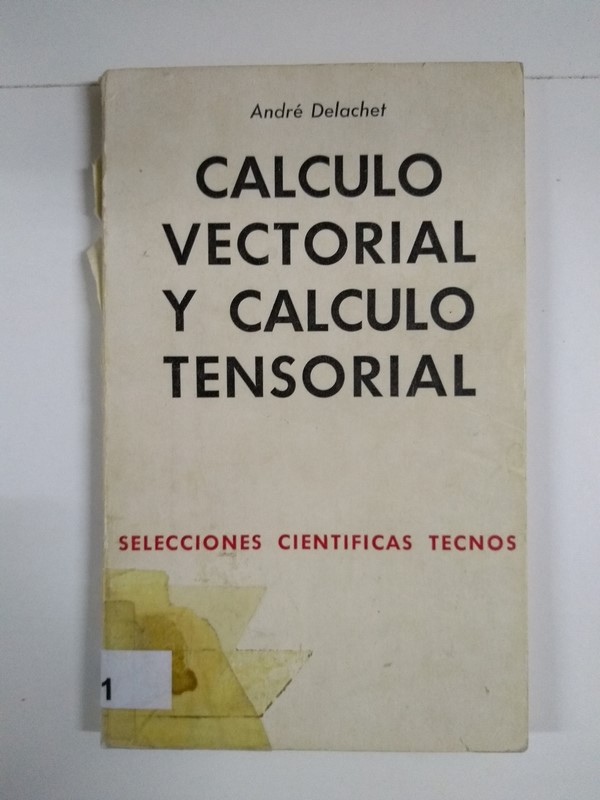 André Delachet
CALCULO
VECTORIAL
Y CALCULO
TENSORIAL
SELECCIONES CIENTIFICAS TECNOS
1